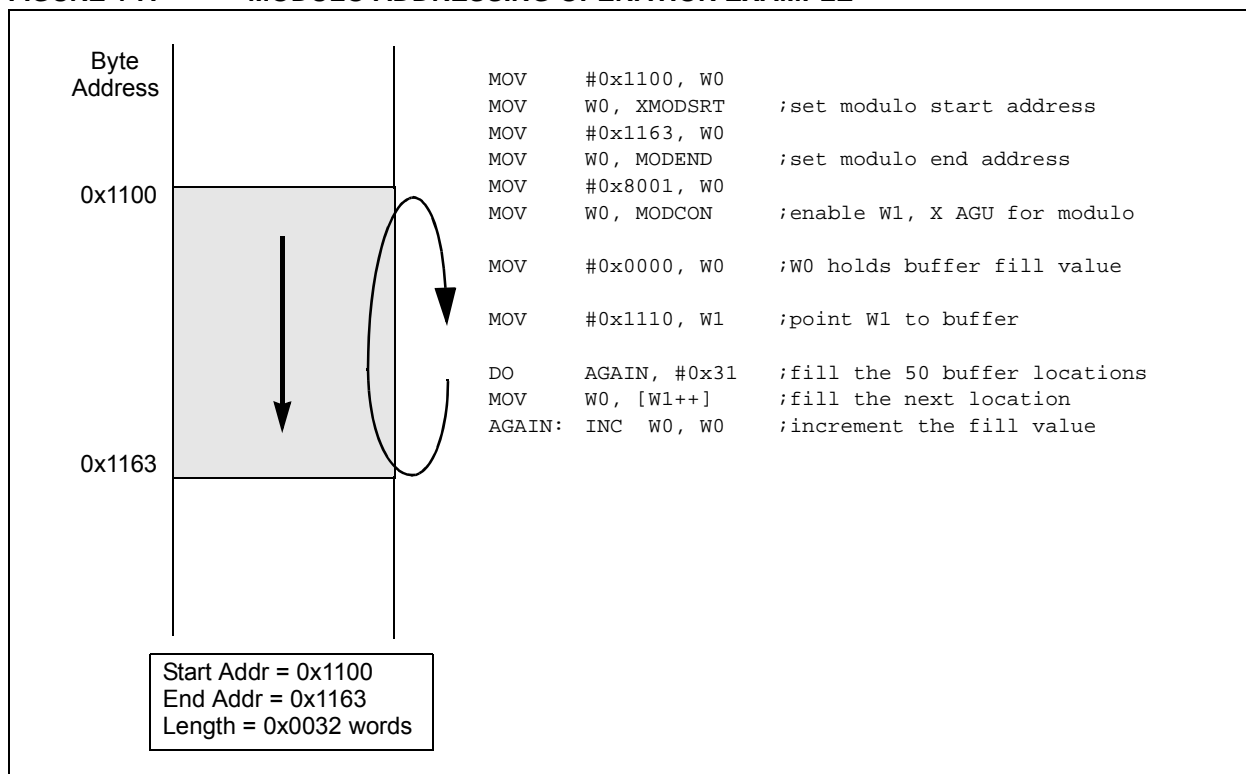 Byte
Address
0x1100
0x1163
MOV #0x1100, W0
MOV W0, XMODSRT ;set modulo start address
MOV #0x1163, W0
MOV W0, MODEND ;set modulo end address
MOV #0x8001, W0
MOV W0, MODCON ;enable W1, X AGU for modulo
MOV #0x0000, W0 ;W0 holds buffer fill value
MOV #0x1110, W1 ;point W1 to buffer
DO AGAIN, #0x31 ;fill the 50 buffer locations
MOV W0, [W1++] ;fill the next location
AGAIN: INC W0, W0 ;increment the fill value
Start Addr = 0x1100
End Addr = 0x1163
Length = 0x0032 words